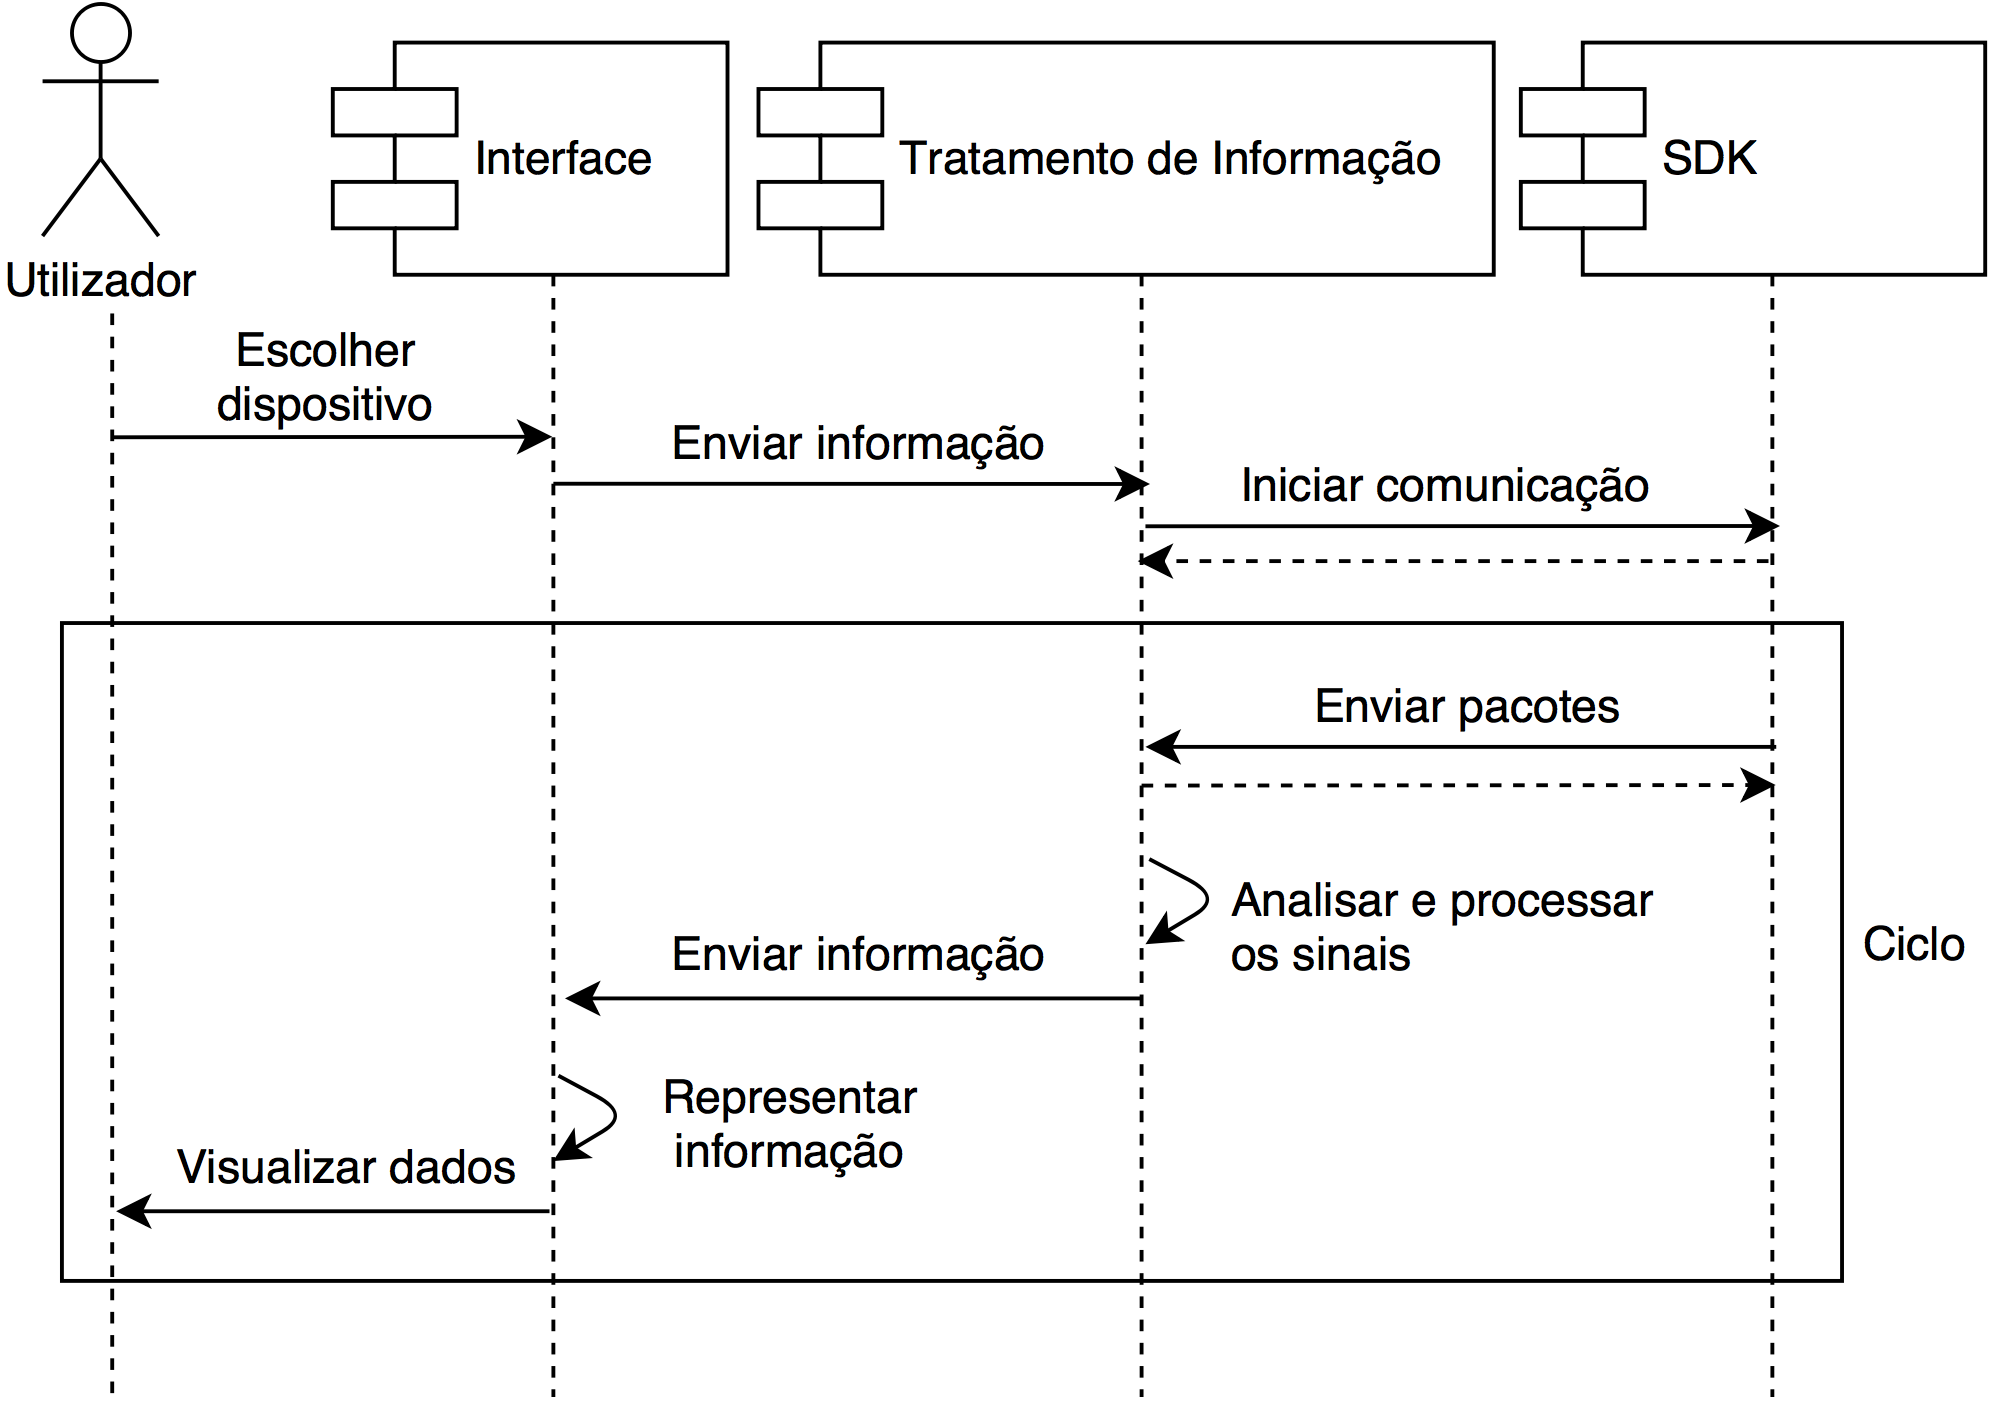 Utilizador
Interface
Tratamento de Informação
SDK
Escolher
dispositivo
Enviar informação
Iniciar comunicação
Enviar pacotes
Analisar e processar
os sinais
Ciclo
Enviar informação
Representar
informação
Visualizar dados